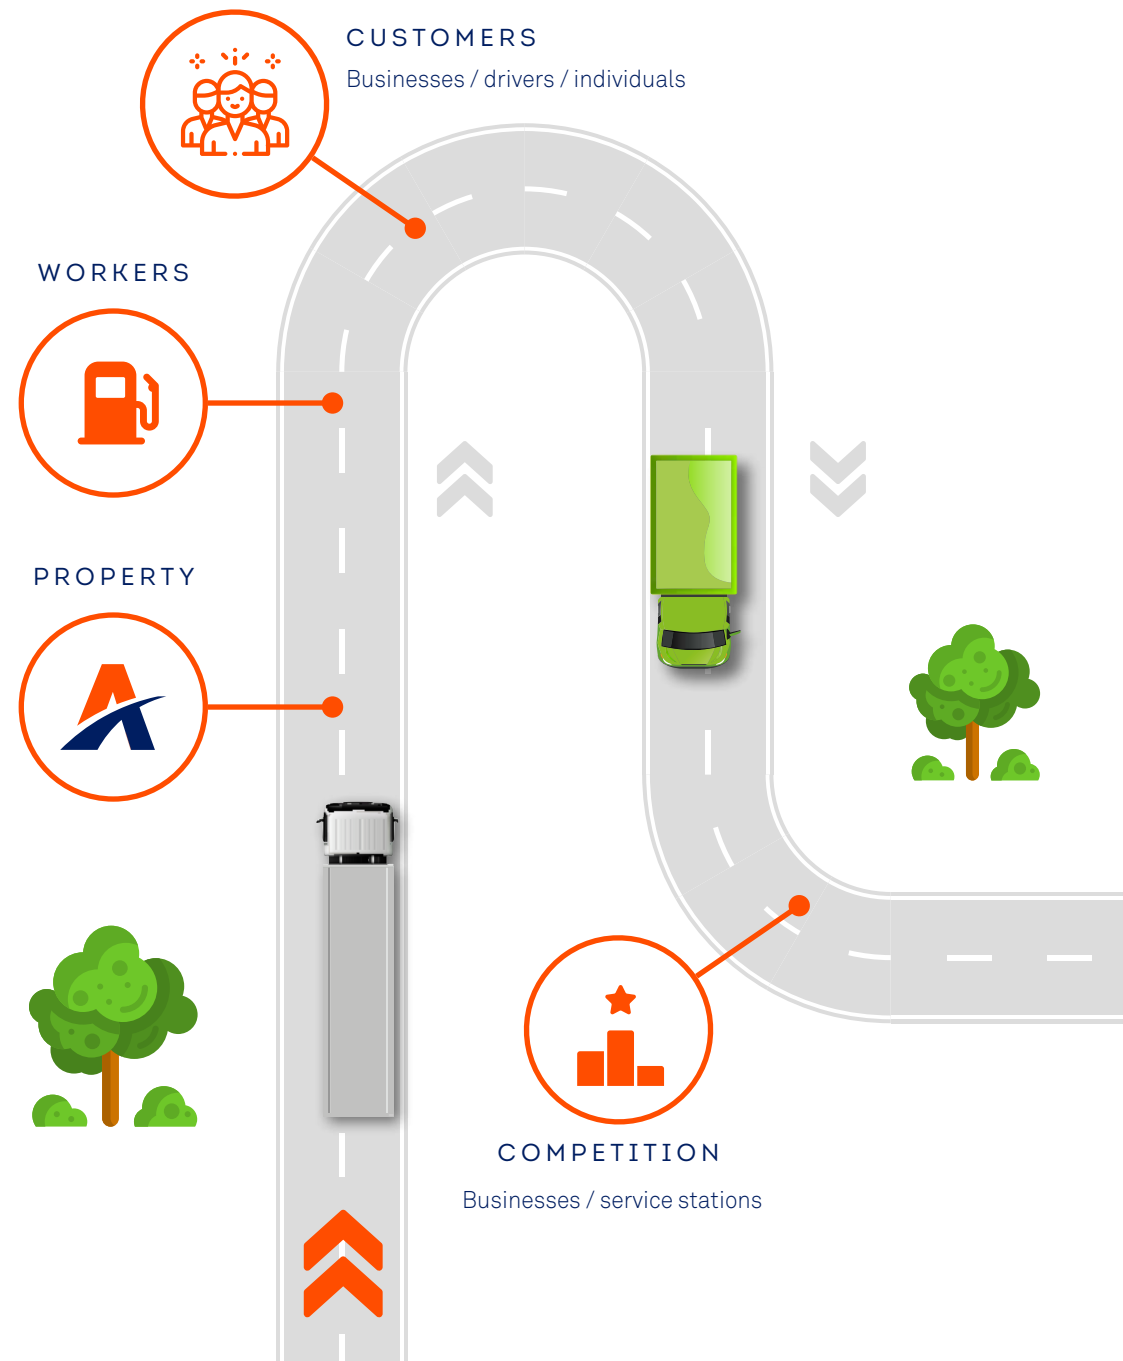 CUSTOMERS
Businesses / drivers / individuals
WORKERS
PROPERTY
COMPETITION
Businesses / service stations